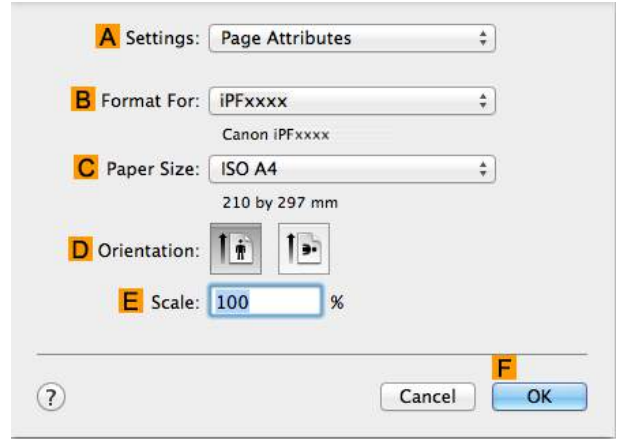 A Settings: Page Attributes
B Format For: iPFxxxx
Canon iPFxxxx
C Paper Size: ISO A4
210 by 297 mm
D Orientation:
E Scale: 100 %
F
? Cancel OK